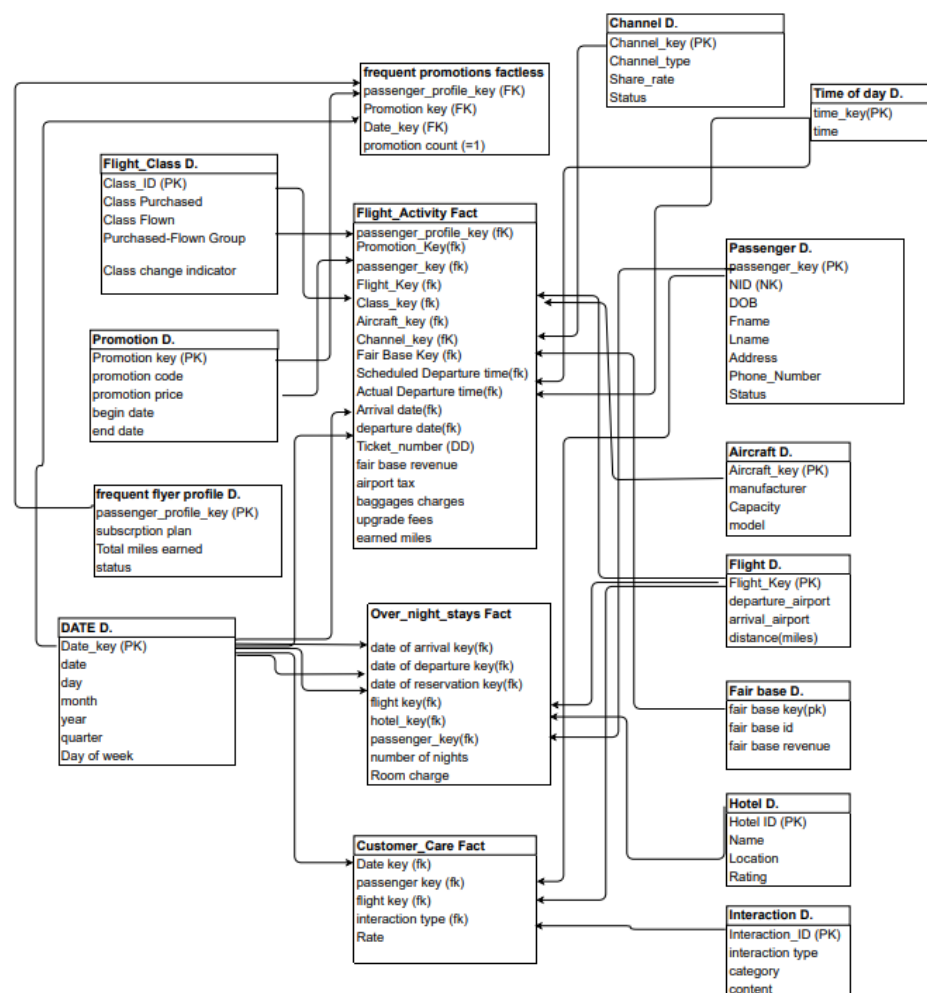 Channel D.
Channel_key (PK)
Channel_type
Share_rate
Status
frequent promotions factless
passenger_profile_key (FK)
Promotion key (FK)
Date_key (FK)
promotion count (=1)
Time of day D.
time_key(PK)
time
Flight_Class D.
Class_ID (PK)
Class Purchased
Class Flown
Purchased-Flown Group
Class change indicator
Flight_Activity Fact
passenger_profile_key (fK)
Promotion_Key(fk)
passenger_key (fk)
Flight_Key (fk)
Class_key (fk)
Aircraft_key (fk)
Channel_key (fK)
Fair Base Key (fk)
Scheduled Departure time(fk)
Actual Departure time(fk)
Arrival date(fk)
departure date(fk)
Ticket_number (DD)
fair base revenue
airport tax
baggages charges
upgrade fees
earned miles
Passenger D.
passenger_key (PK)
NID (NK)
DOB
Fname
Lname
Address
Phone_Number
Status
Promotion D.
Promotion key (PK)
promotion code
promotion price
begin date
end date
Aircraft D.
Aircraft_key (PK)
manufacturer
Capacity
model
frequent flyer profile D.
passenger_profile_key (PK)
subscrption plan
Total miles earned
status
Flight D.
Flight_Key (PK)
departure_airport
arrival_airport
distance(miles)
DATE D.
Date_key (PK)
date
day
month
year
quarter
Day of week
Over_night_stays Fact
date of arrival key(fk)
date of departure key(fk)
date of reservation key(fk)
flight key(fk)
hotel_key(fk)
passenger_key(fk)
number of nights
Room charge
Fair base D.
fair base key(pk)
fair base id
fair base revenue
Hotel D.
Hotel ID (PK)
Name
Location
Rating
Customer_Care Fact
Date key (fk)
passenger key (fk)
flight key (fk)
interaction type (fk)
Rate
Interaction D.
Interaction_ID (PK)
interaction type
category
content